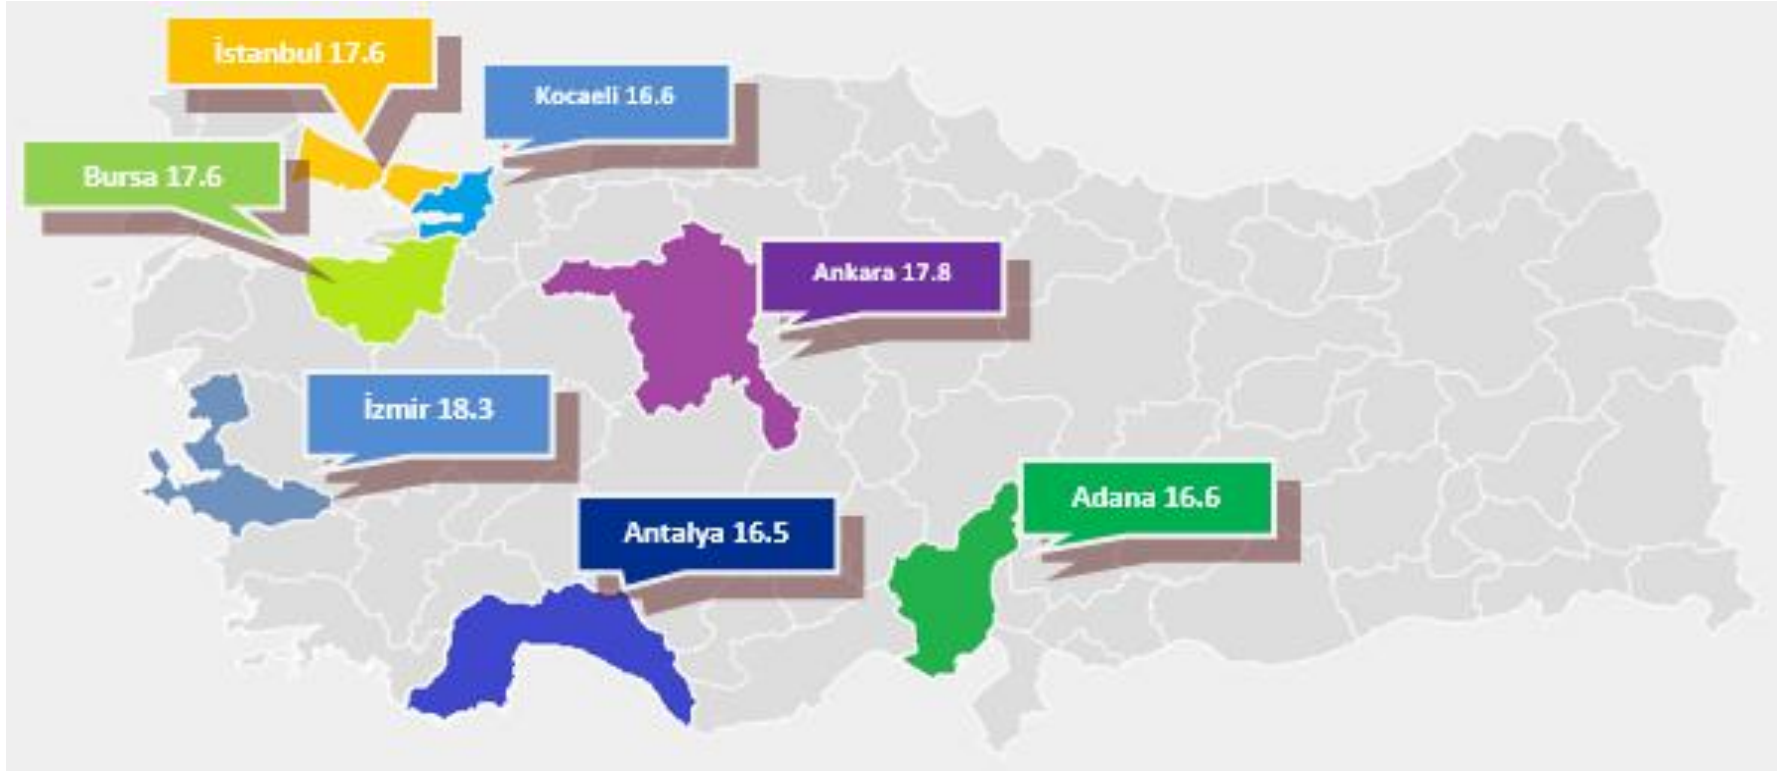 İstanbul 17.6
Kocaeli 16.6
Bursa 17.6
Ankara 17.8
İzmir 18.3
Adana 16.6
Antalya 16.5